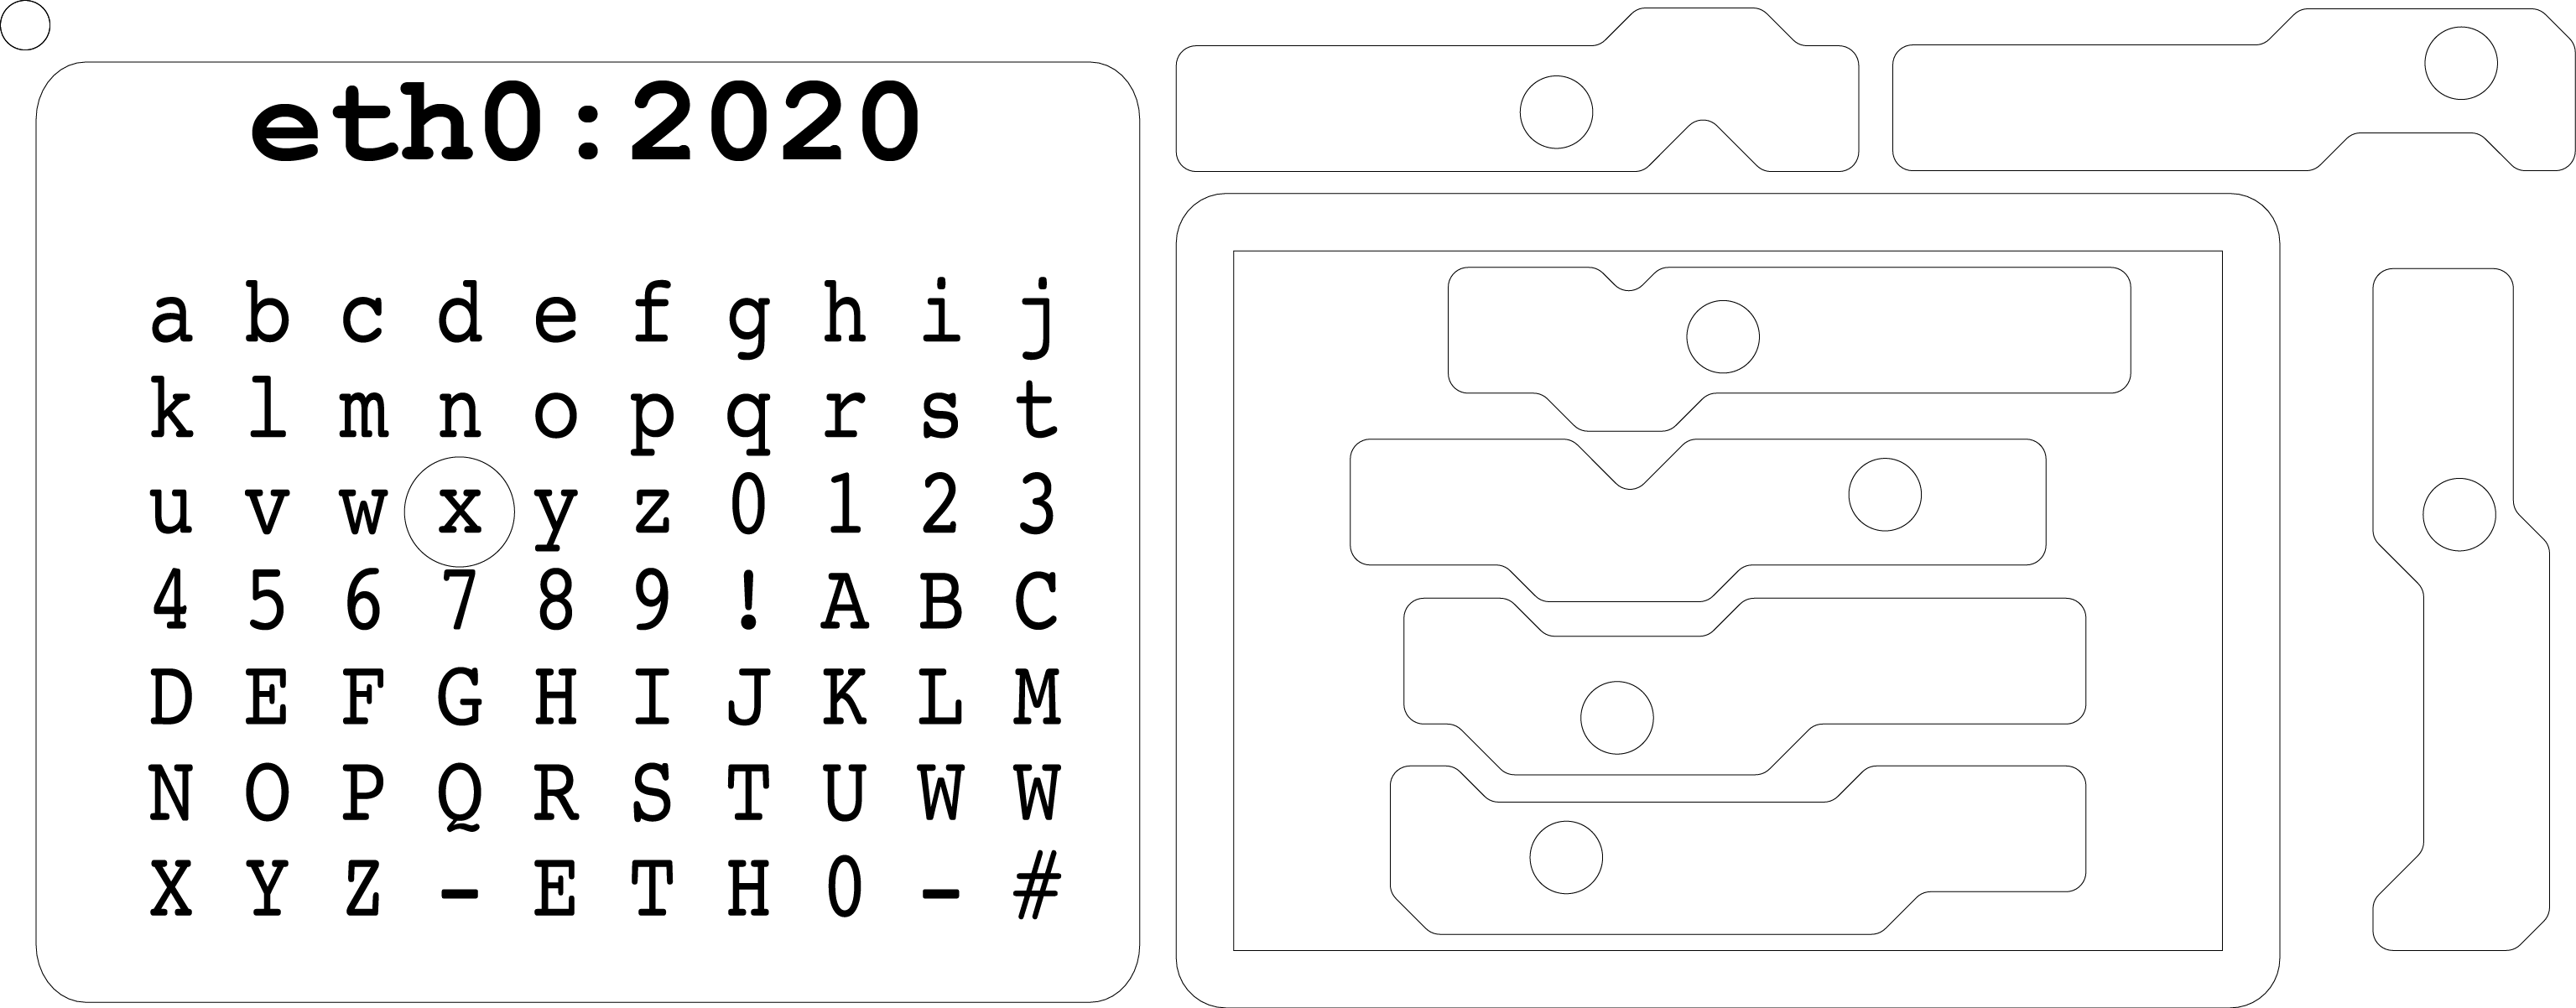 eth0:2020
a b c d e f g h i j
k l m n o p q r s t
u v w x y z 0 1 2 3
4 5 6 7 8 9 ! A B C
D E F G H I J K L M
N O P Q R S T U W W
X Y Z - E T H 0 - #